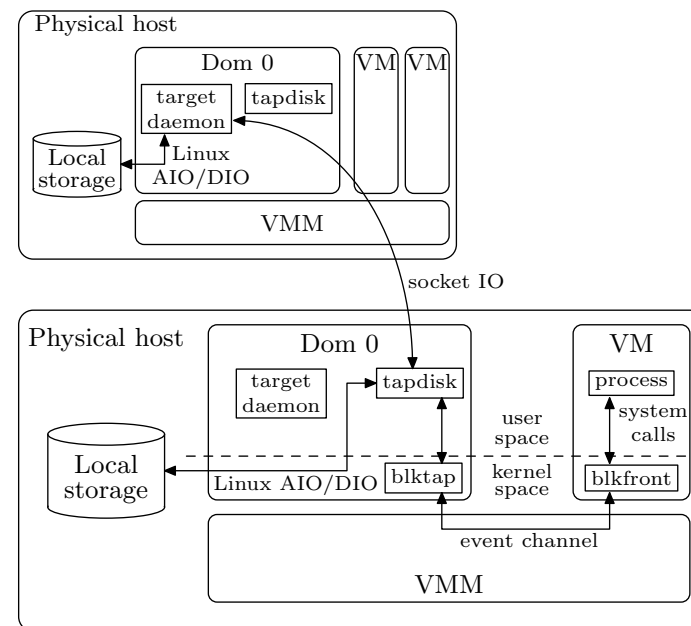 Physical host
Dom 0
VM
VM
target
daemon
tapdisk
Local
storage
Linux
AIO/DIO
VMM
socket IO
Physical host
Dom 0
VM
target
daemon
tapdisk
process
user
space
system
calls
Local
storage
Linux AIO/DIO
blktap
kernel
space
blkfront
event channel
VMM